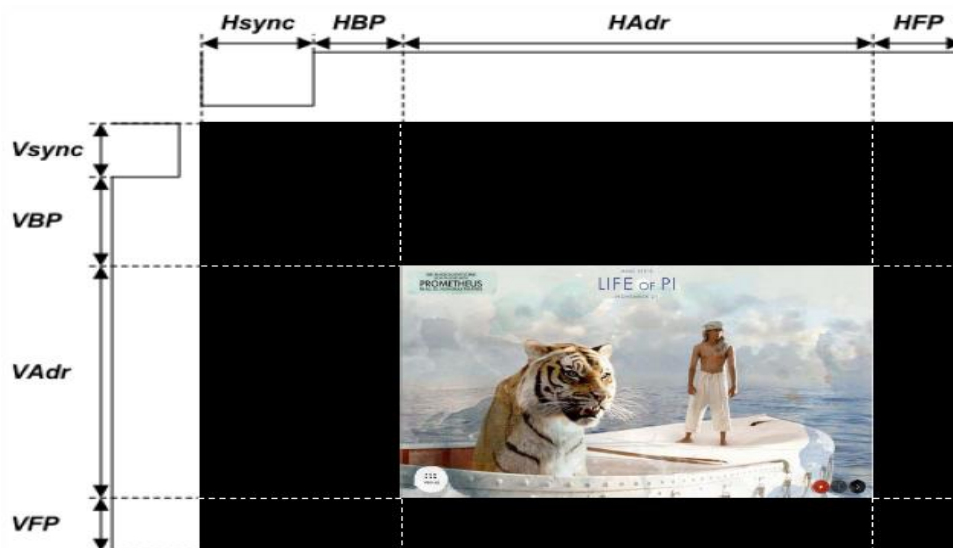 Hsync HBP HAdr HFP
Vsync
VBP
VAdr
VFP
PROMETHEUS
LIFE OF PI